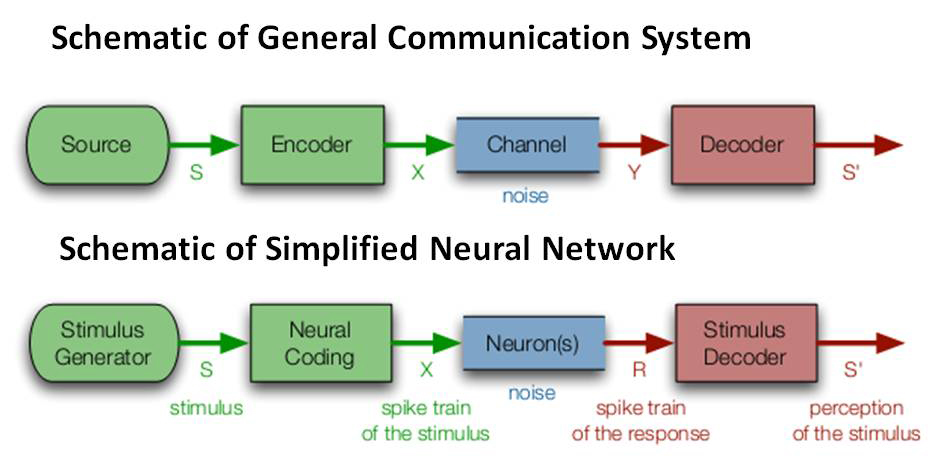 Schematic of General Communication System
Source
Encoder
Channel
Decoder
S
X
Y
S'
noise
Schematic of Simplified Neural Network
Stimulus
Generator
Neural
Coding
Neuron(s)
Stimulus
Decoder
S
X
R
S'
noise
stimulus
spike train
of the stimulus
spike train
of the response
perception
of the stimulus